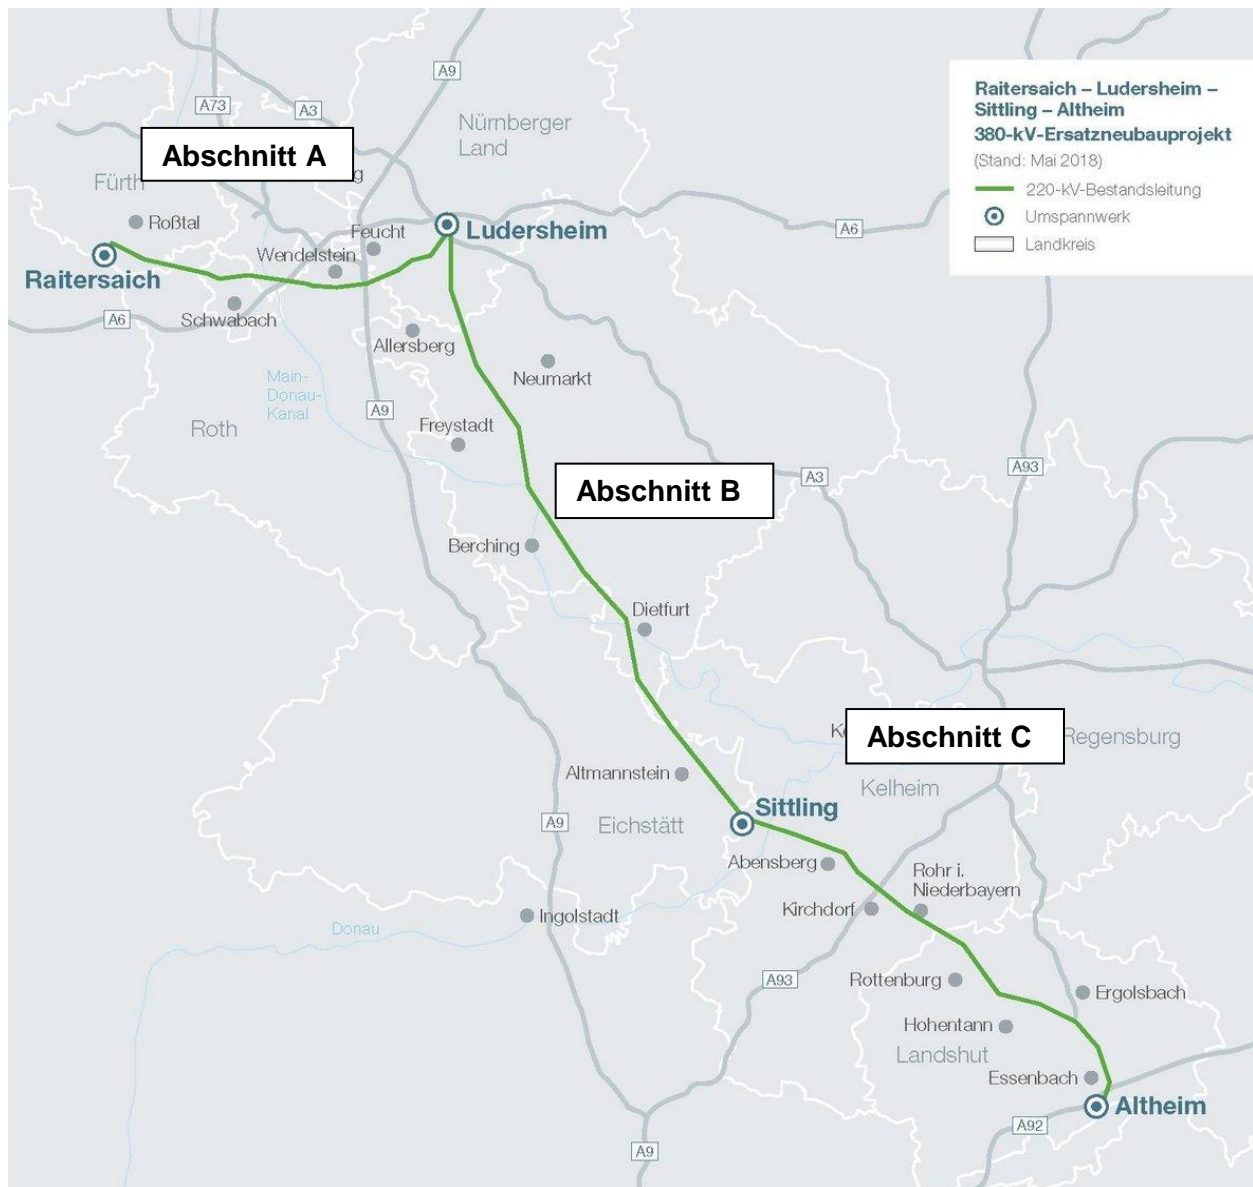 A9
A73
A3
Nürnberger
Land
Raitersaich – Ludersheim –
Sittling – Altheim
380-kV-Ersatzneubauprojekt
(Stand: Mai 2018)
220-kV-Bestandsleitung
Umspannwerk
Landkreis
Abschnitt A
Fürth
Roßtal
Feucht
Ludersheim
A6
Wendelstein
Raitersaich
A6
Schwabach
Allersberg
Neumarkt
Main-
Donau-
Kanal
A9
Roth
Freystadt
A93
A3
Abschnitt B
Berching
Dietfurt
Abschnitt C
Regensburg
Kelheim
Altmannstein
Sittling
A9
Eichstätt
Abensberg
Rohr i.
Niederbayern
Kirchdorf
Ingolstadt
Donau
A93
Rottenburg
Ergolsbach
Hohentann
Landshut
Essenbach
Altheim
A92
A9